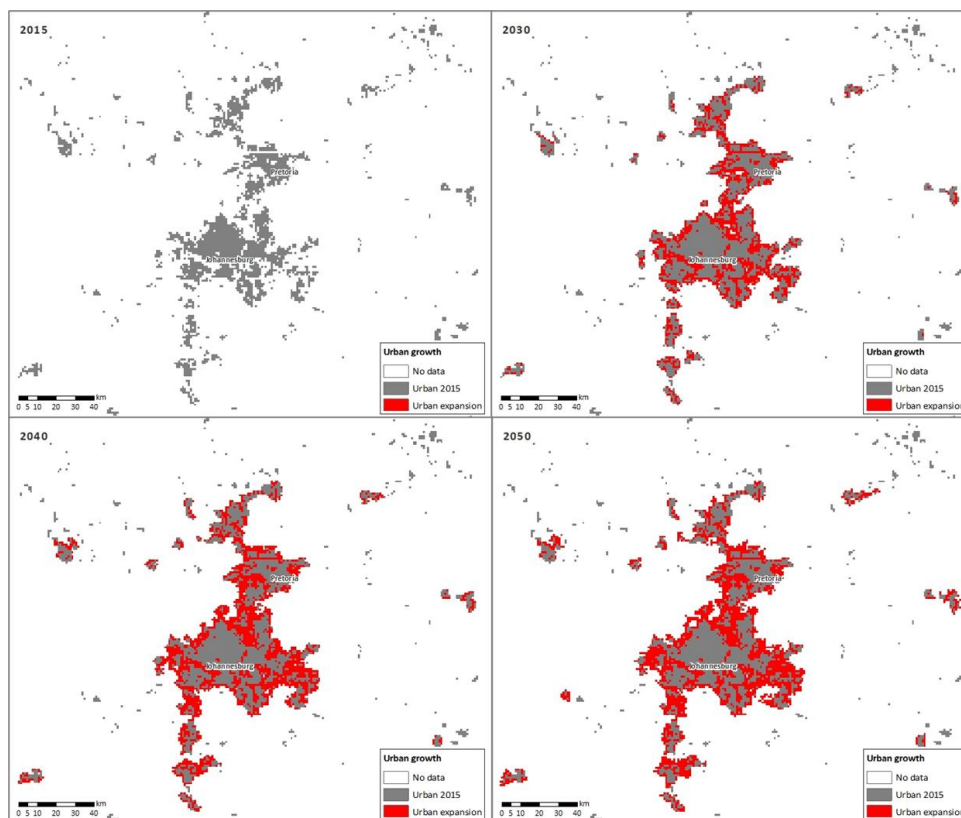 2015
Pretoria
Johannesburg
Urban growth
No data
Urban 2015
Urban expansion
km
0 5 10 20 30 40
2030
Pretoria
Johannesburg
Urban growth
No data
Urban 2015
Urban expansion
km
0 5 10 20 30 40
2040
Pretoria
Johannesburg
Urban growth
No data
Urban 2015
Urban expansion
km
0 5 10 20 30 40
2050
Pretoria
Johannesburg
Urban growth
No data
Urban 2015
Urban expansion
km
0 5 10 20 30 40